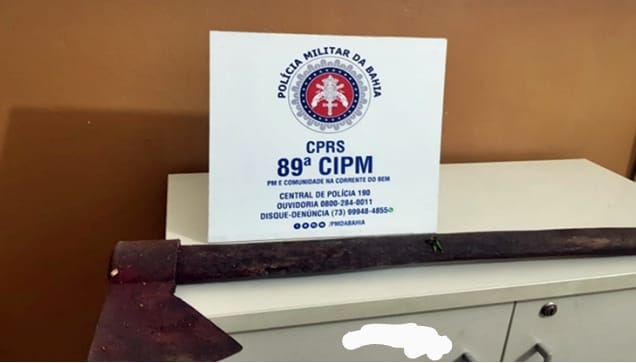 POLÍCIA MILITAR DA BAHIA
CPRS
89ª CIPM
PM E COMUNIDADE NA CORRENTE DO BEM
CENTRAL DE POLÍCIA 190
OUVIDORIA 0800-284-0011
DISQUE-DENÚNCIA (73) 99948-4855
/PMDABAHIA